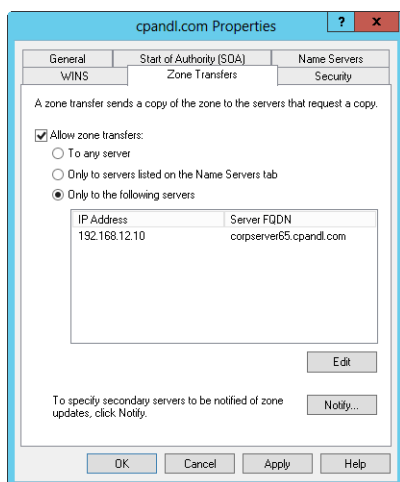 cpandl.com Properties
?
x
General
Start of Authority (SOA)
Name Servers
WINS
Zone Transfers
Security
A zone transfer sends a copy of the zone to the servers that request a copy.
Allow zone transfers:
To any server
Only to servers listed on the Name Servers tab
Only to the following servers
IP Address
Server FQDN
192.168.12.10
corpserver65.cpandl.com
Edit
To specify secondary servers to be notified of zone
updates, click Notify.
Notify...
OK
Cancel
Apply
Help